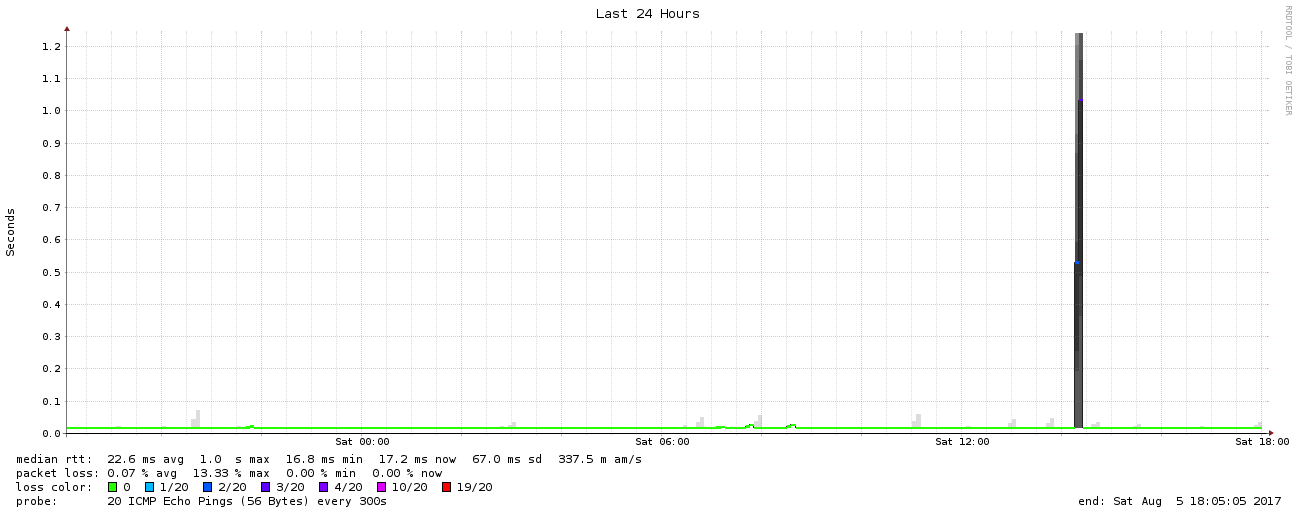 Last 24 Hours
RRDTOOL / TOBI OETIKER
Seconds
1.2
1.1
1.0
0.9
0.8
0.7
0.6
0.5
0.4
0.3
0.2
0.1
0.0
Sat 00:00 Sat 06:00 Sat 12:00 Sat 18:00
median rtt: 22.6 ms avg 1.0 s max 16.8 ms min 17.2 ms now 67.0 ms sd 337.5 m am/s
packet loss: 0.07 % avg 13.33 % max 0.00 % min 0.00 % now
loss color: 0 1/20 2/20 3/20 4/20 10/20 19/20
probe: 20 ICMP Echo Pings (56 Bytes) every 300s end: Sat Aug 5 18:05:05 2017